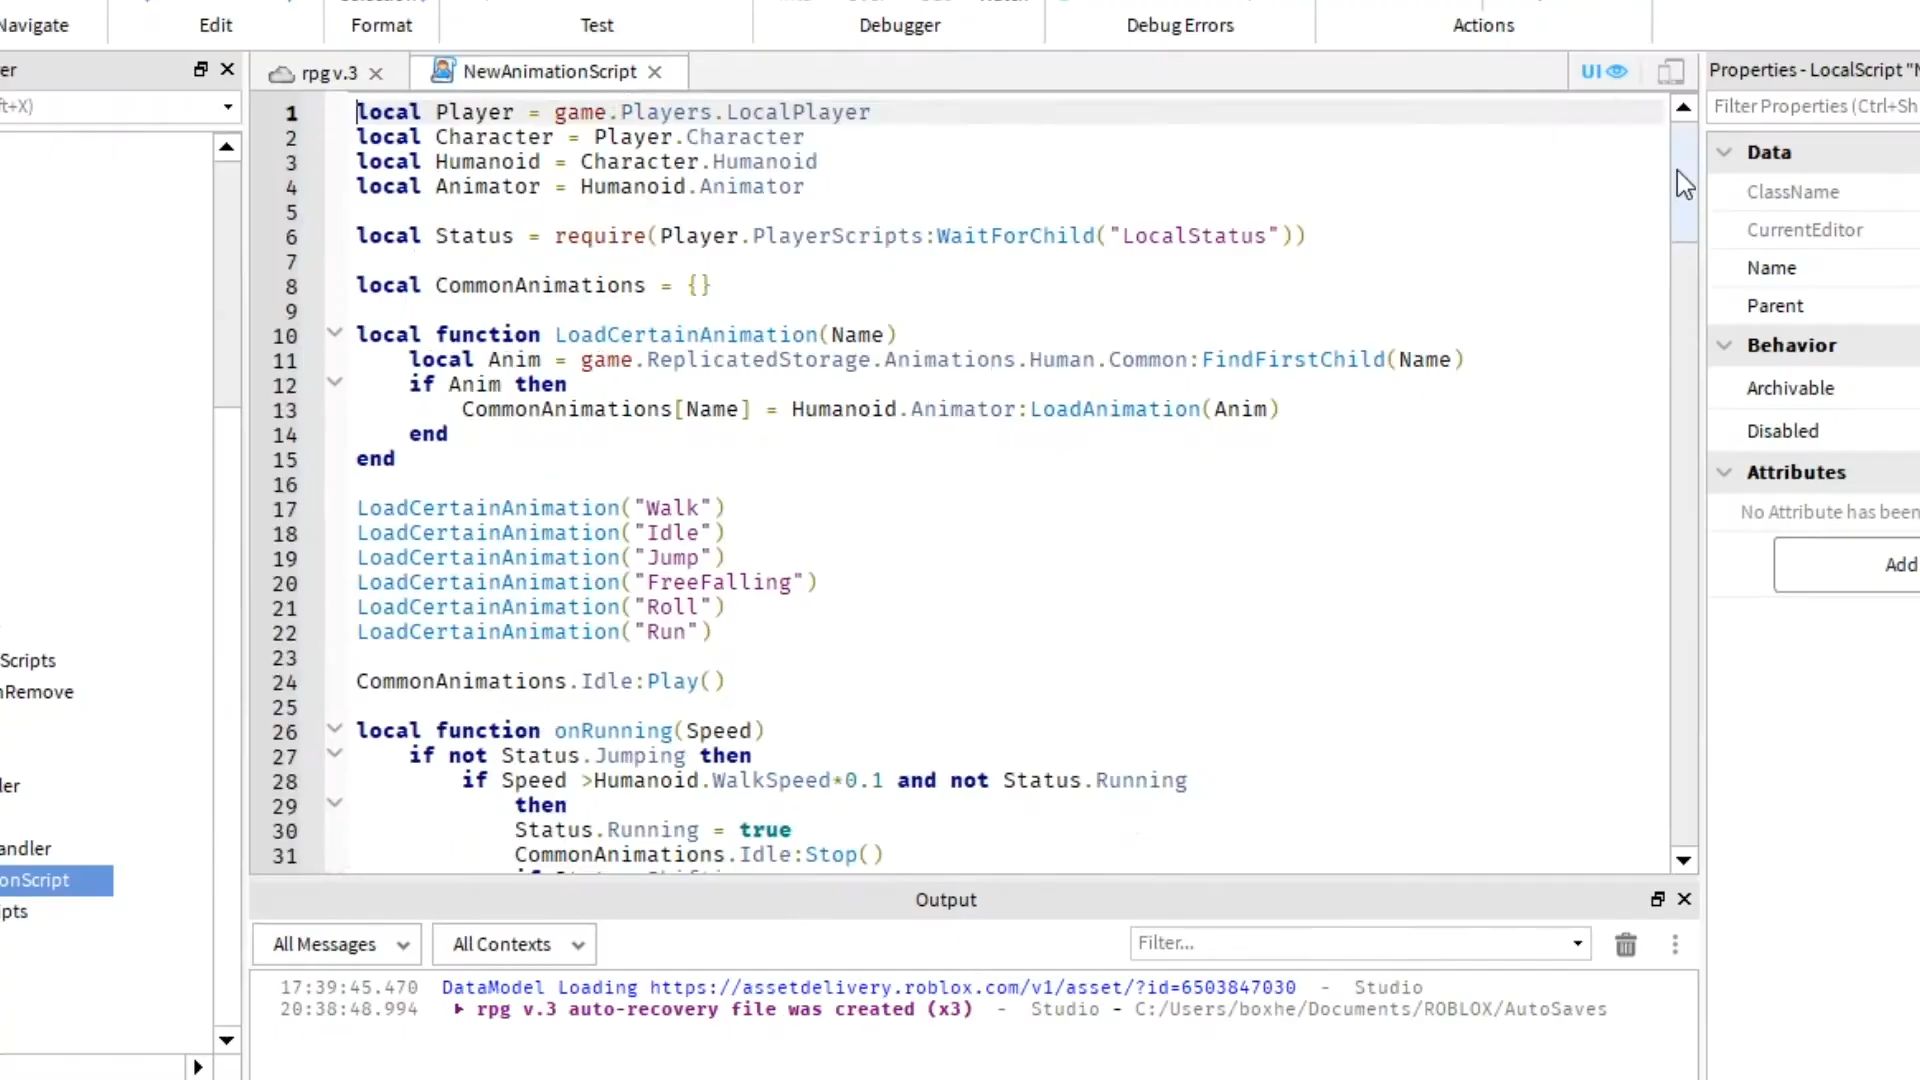 Navigate
Edit
Format
Test
Debugger
Debug Errors
Actions
er
rpg v.3
NewAnimationScript
UI
Properties - LocalScript "N
ft+X)
Filter Properties (Ctrl+Sh
1 local Player = game.Players.LocalPlayer
2 local Character = Player.Character
3 local Humanoid = Character.Humanoid
4 local Animator = Humanoid.Animator
5
6 local Status = require(Player.PlayerScripts:WaitForChild("LocalStatus"))
7
8 local CommonAnimations = {}
9
10 local function LoadCertainAnimation(Name)
11 local Anim = game.ReplicatedStorage.Animations.Human.Common:FindFirstChild(Name)
12 if Anim then
13 CommonAnimations[Name] = Humanoid.Animator:LoadAnimation(Anim)
14 end
15 end
16
17 LoadCertainAnimation("Walk")
18 LoadCertainAnimation("Idle")
19 LoadCertainAnimation("Jump")
20 LoadCertainAnimation("FreeFalling")
21 LoadCertainAnimation("Roll")
22 LoadCertainAnimation("Run")
23
24 CommonAnimations.Idle:Play()
25
26 local function onRunning(Speed)
27 if not Status.Jumping then
28 if Speed >Humanoid.WalkSpeed*0.1 and not Status.Running
29 then
30 Status.Running = true
31 CommonAnimations.Idle:Stop()
Data
ClassName
CurrentEditor
Name
Parent
Behavior
Archivable
Disabled
Attributes
No Attribute has been
Add
Scripts
nRemove
ler
andler
onScript
ipts
Output
All Messages
All Contexts
Filter...
17:39:45.470 DataModel Loading https://assetdelivery.roblox.com/v1/asset/?id=6503847030 - Studio
20:38:48.994 rpg v.3 auto-recovery file was created (x3) - Studio - C:/Users/boxhe/Documents/ROBLOX/AutoSaves